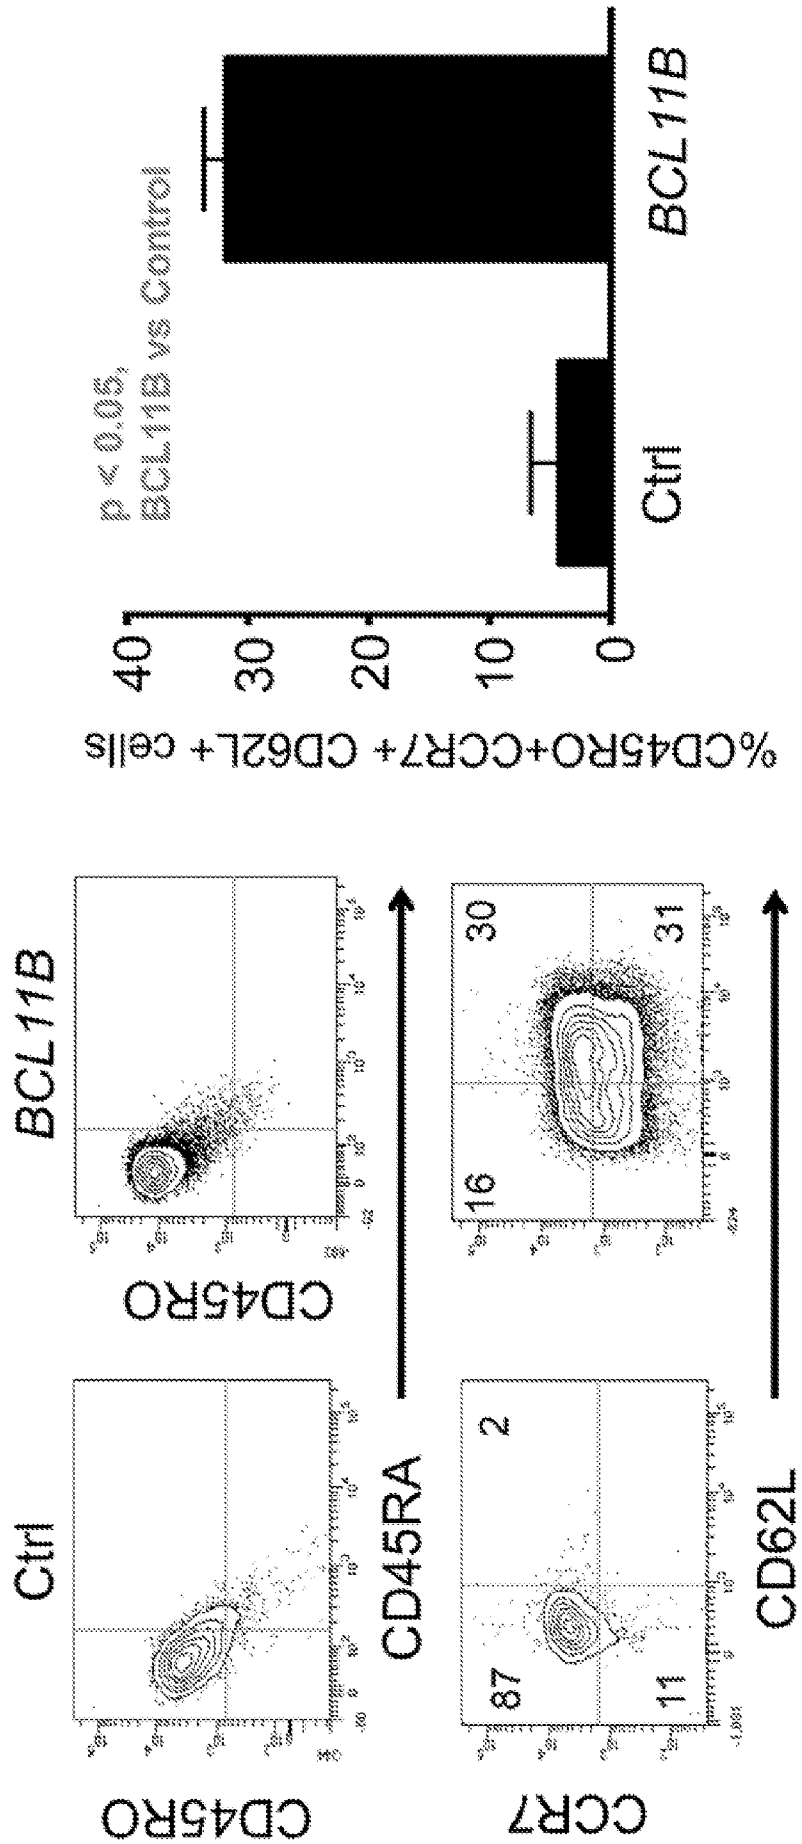 Ctrl
BCL11B
CD45RO
CD45RO
CD45RA
CCR7
87
2
11
16
30
31
CD62L
p < 0.05,
BCL11B vs Control
%CD45RO+CCR7+ CD62L+ cells
40
30
20
10
0
Ctrl
BCL11B